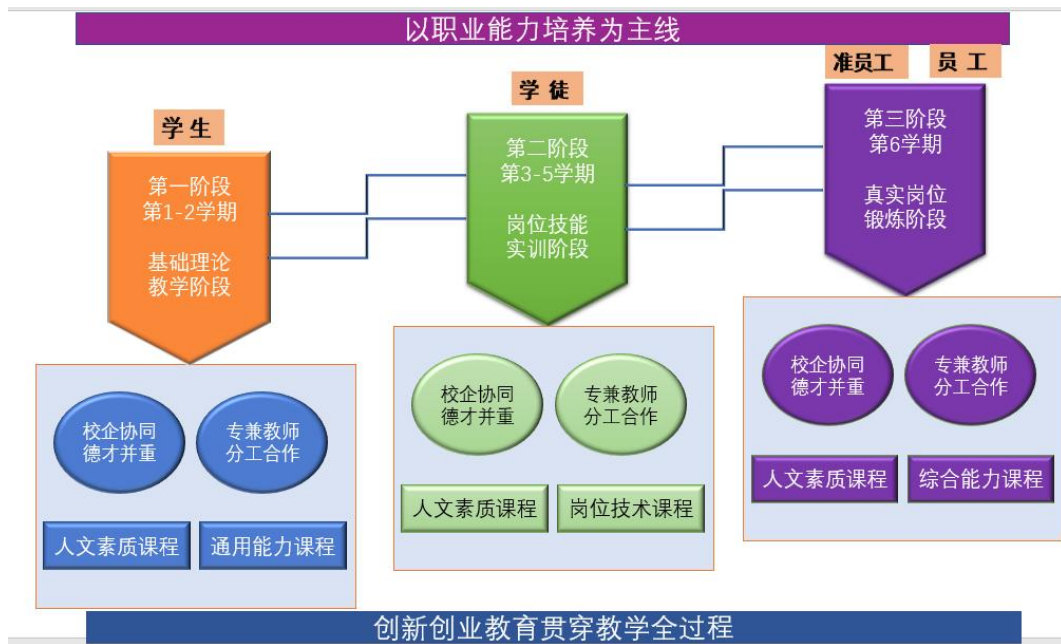 以职业能力培养为主线
学生
第一阶段
第1-2学期
基础理论
教学阶段
校企协同
德才并重
专兼教师
分工合作
人文素质课程
通用能力课程
学徒
第二阶段
第3-5学期
岗位技能
实训阶段
校企协同
德才并重
专兼教师
分工合作
人文素质课程
岗位技术课程
准员工
员工
第三阶段
第6学期
真实岗位
锻炼阶段
校企协同
德才并重
专兼教师
分工合作
人文素质课程
综合能力课程
创新创业教育贯穿教学全过程